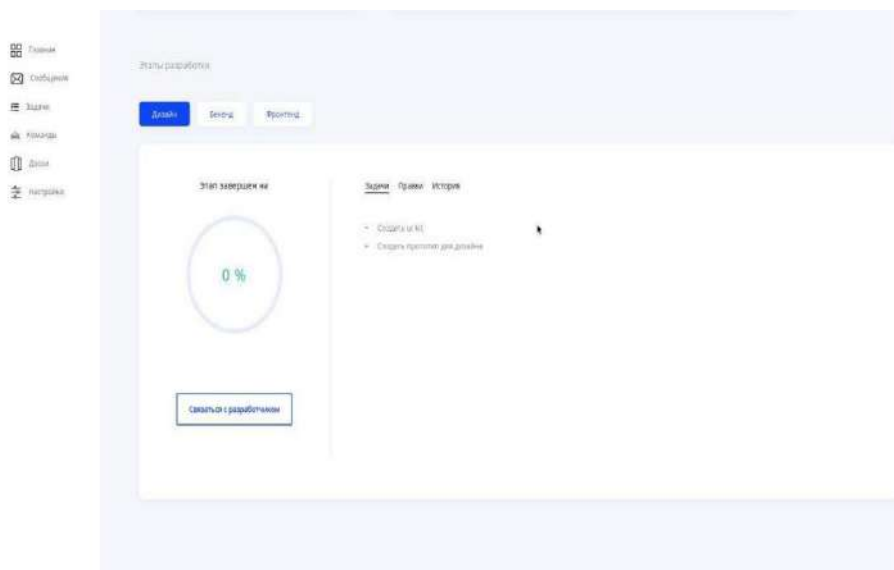 Главная
Сообщения
Задачи
Команды
Доски
Настройки
Этапы разработки
Дизайн
Бекенд
Фронтенд
Этап завершен на
0 %
Связаться с разработчиком
Задачи Правки История
Создать ui kit
Создать прототип для дизайна